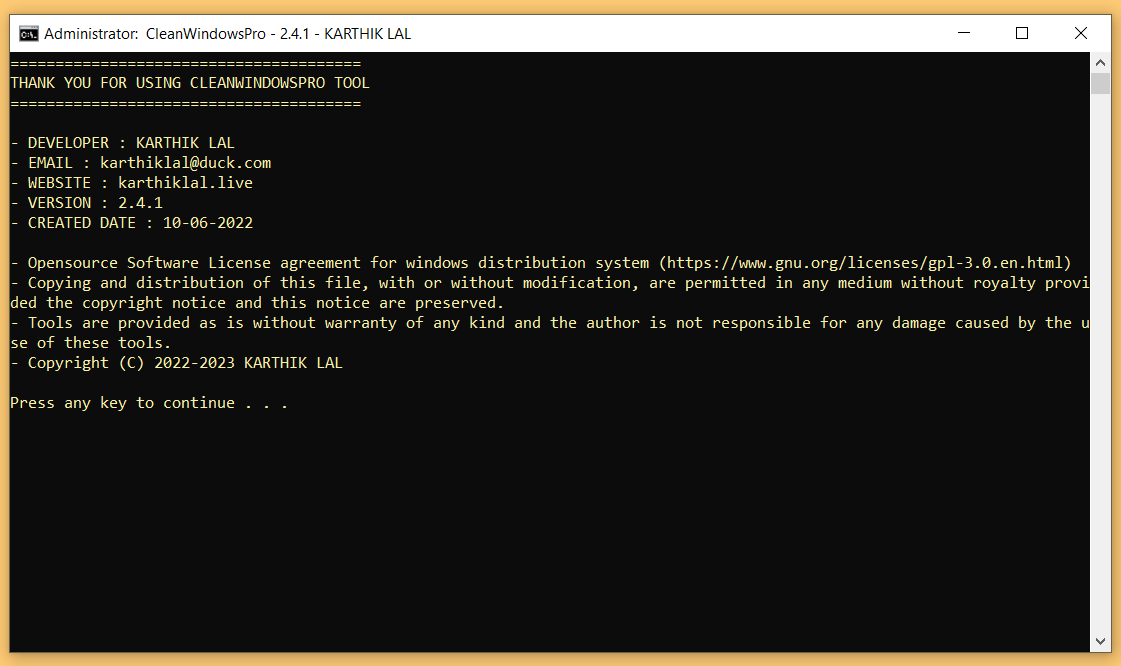 Administrator:  CleanWindowsPro - 2.4.1 - KARTHIK LAL
=======================================
THANK YOU FOR USING CLEANWINDOWSPRO TOOL
=======================================
- DEVELOPER : KARTHIK LAL
- EMAIL : karthiklal@duck.com
- WEBSITE : karthiklal.live
- VERSION : 2.4.1
- CREATED DATE : 10-06-2022
- Opensource Software License agreement for windows distribution system (https://www.gnu.org/licenses/gpl-3.0.en.html)
- Copying and distribution of this file, with or without modification, are permitted in any medium without royalty provi
ded the copyright notice and this notice are preserved.
- Tools are provided as is without warranty of any kind and the author is not responsible for any damage caused by the u
se of these tools.
- Copyright (C) 2022-2023 KARTHIK LAL
Press any key to continue . . .